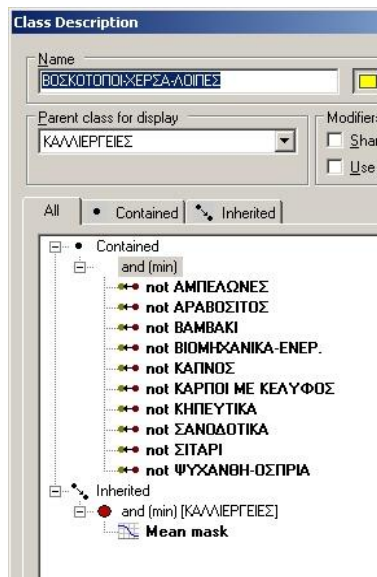 Class Description
Name
ΒΟΣΚΟΤΟΠΟΙ-ΧΕΡΣΑ-ΛΟΙΠΕΣ
Parent class for display
Modifiers
ΚΑΛΛΙΕΡΓΕΙΕΣ
Shar
Use
All
Contained
Inherited
Contained
and (min)
not ΑΜΠΕΛΩΝΕΣ
not ΑΡΑΒΟΣΙΤΟΣ
not ΒΑΜΒΑΚΙ
not ΒΙΟΜΗΧΑΝΙΚΑ-ΕΝΕΡ.
not ΚΑΠΝΟΣ
not ΚΑΡΠΟΙ ΜΕ ΚΕΛΥΦΟΣ
not ΚΗΠΕΥΤΙΚΑ
not ΣΑΝΟΔΟΤΙΚΑ
not ΣΙΤΑΡΙ
not ΨΥΧΑΝΘΗ-ΟΣΠΡΙΑ
Inherited
and (min) [ΚΑΛΛΙΕΡΓΕΙΕΣ]
Mean mask